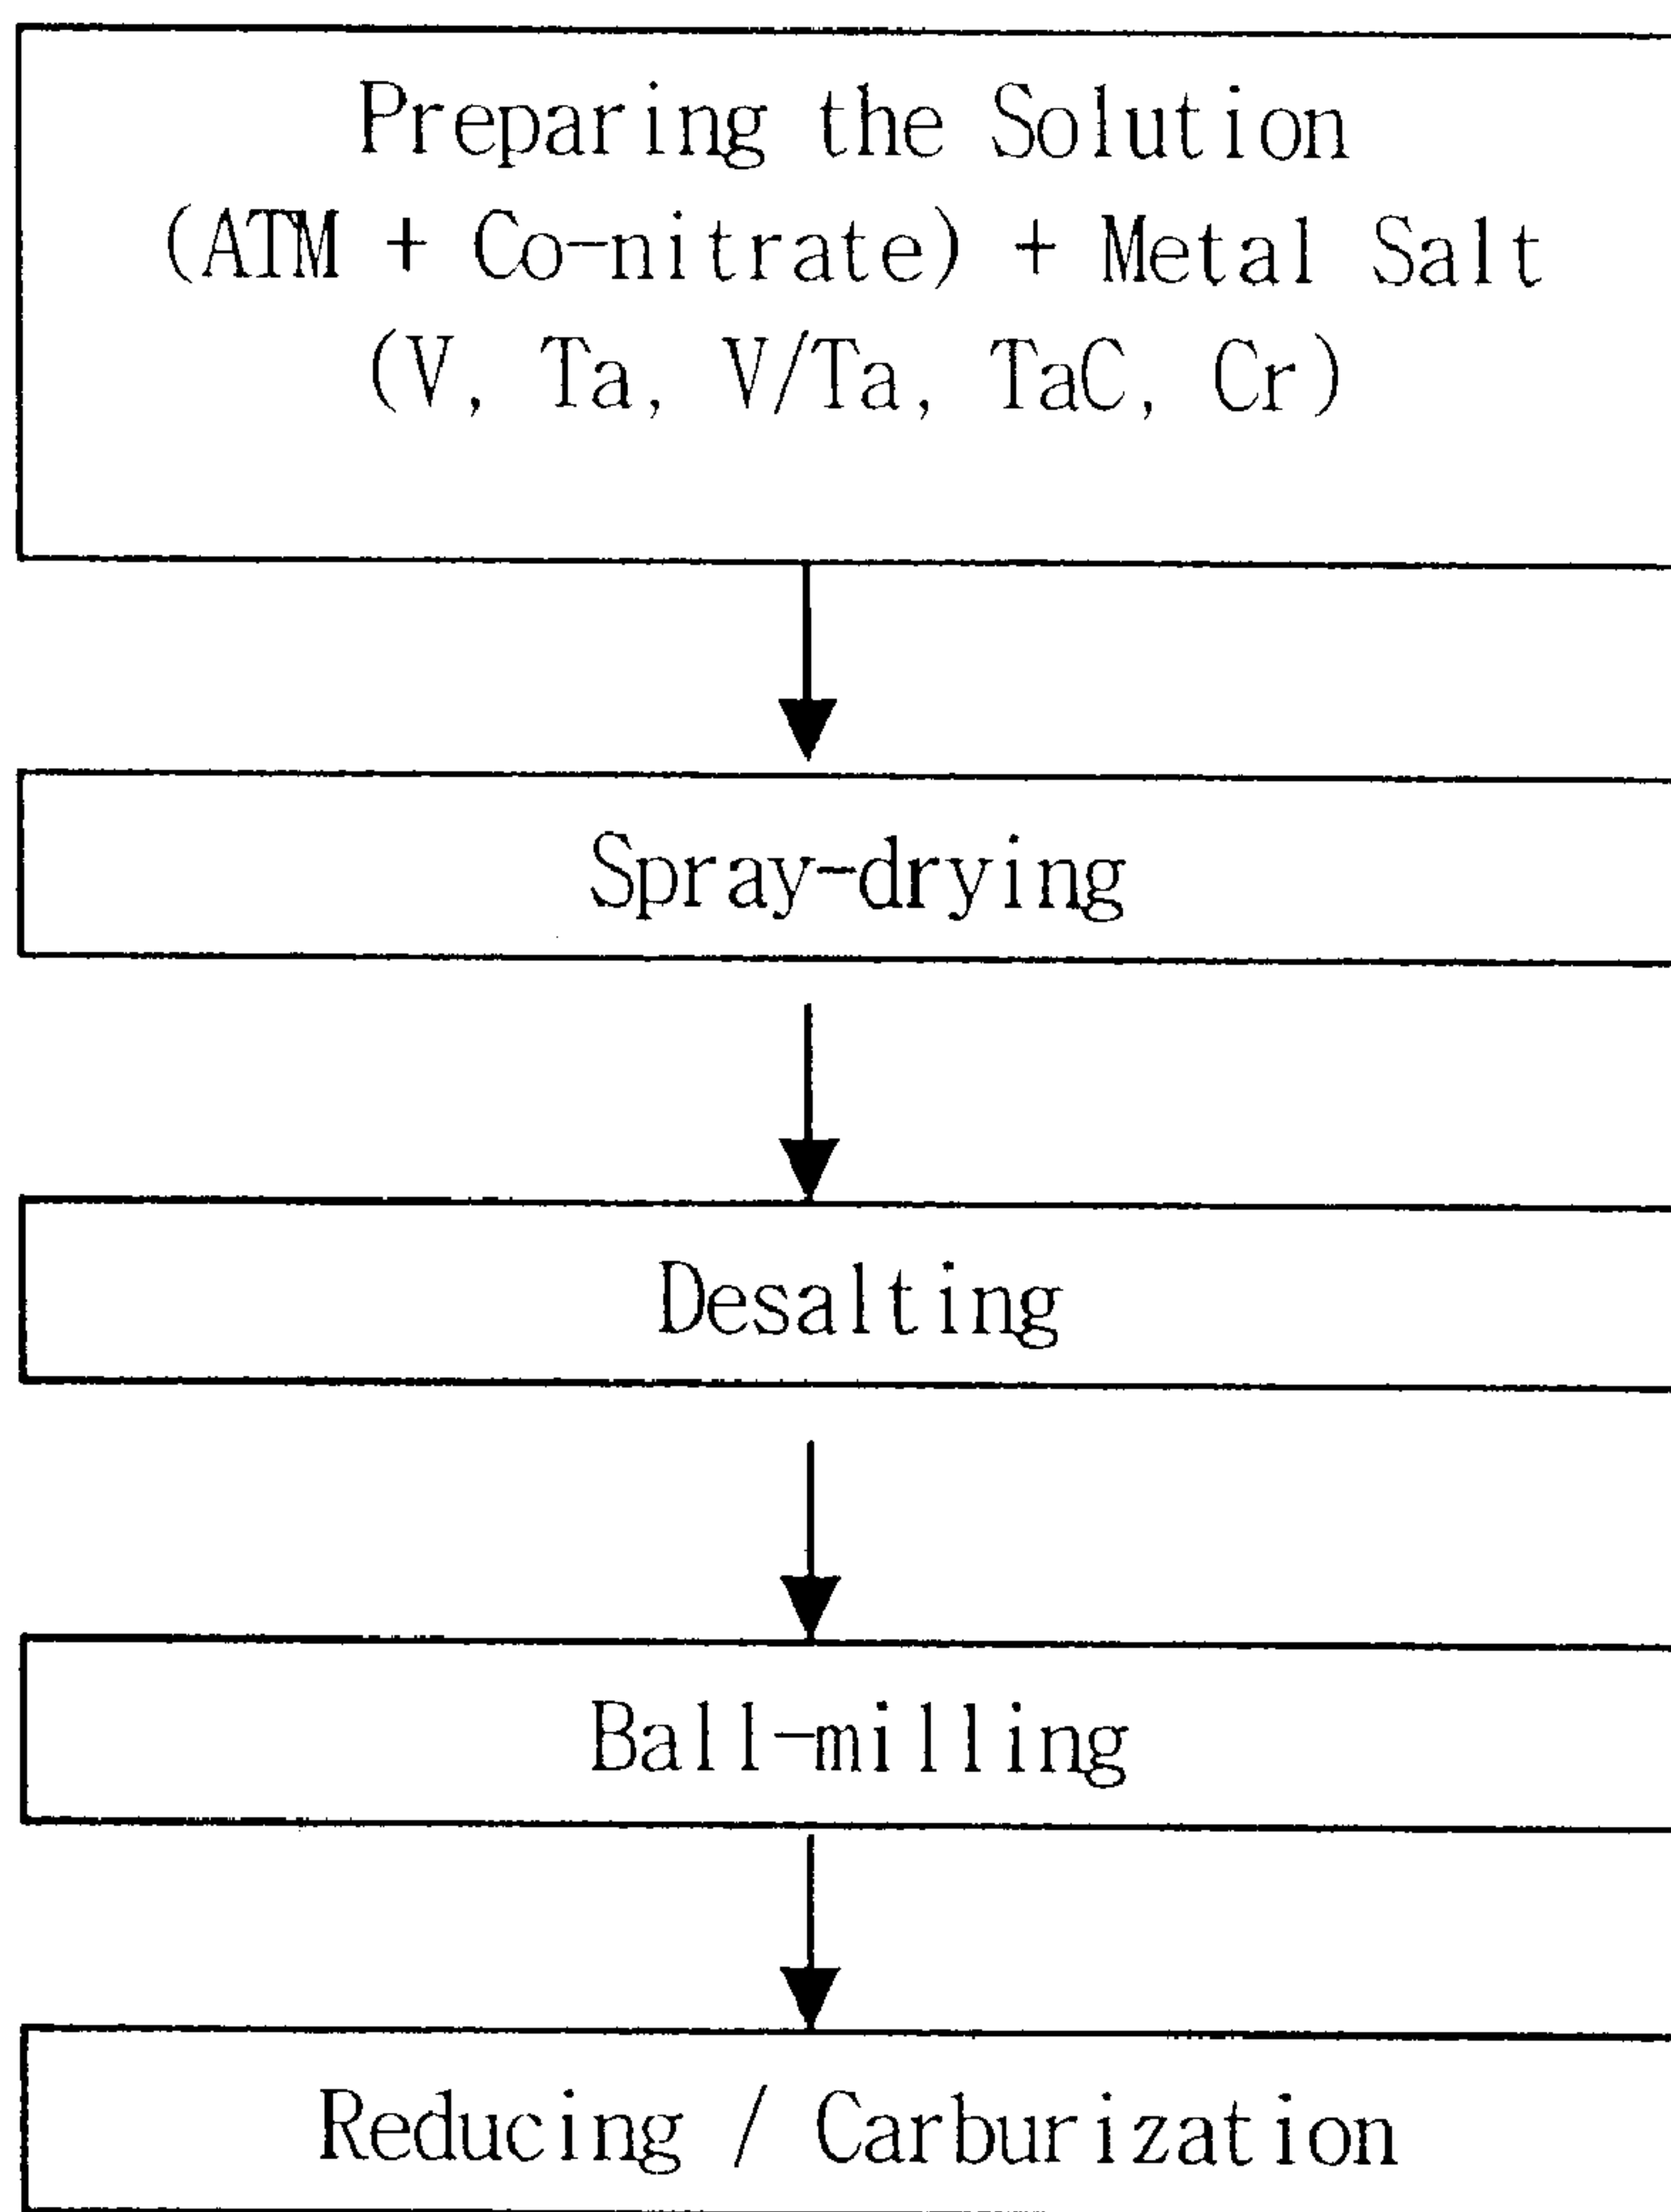 Preparing the Solution
(ATM + Co-nitrate) + Metal Salt
(V, Ta, V/Ta, TaC, Cr)
Spray-drying
Desalting
Ball-milling
Reducing / Carburization